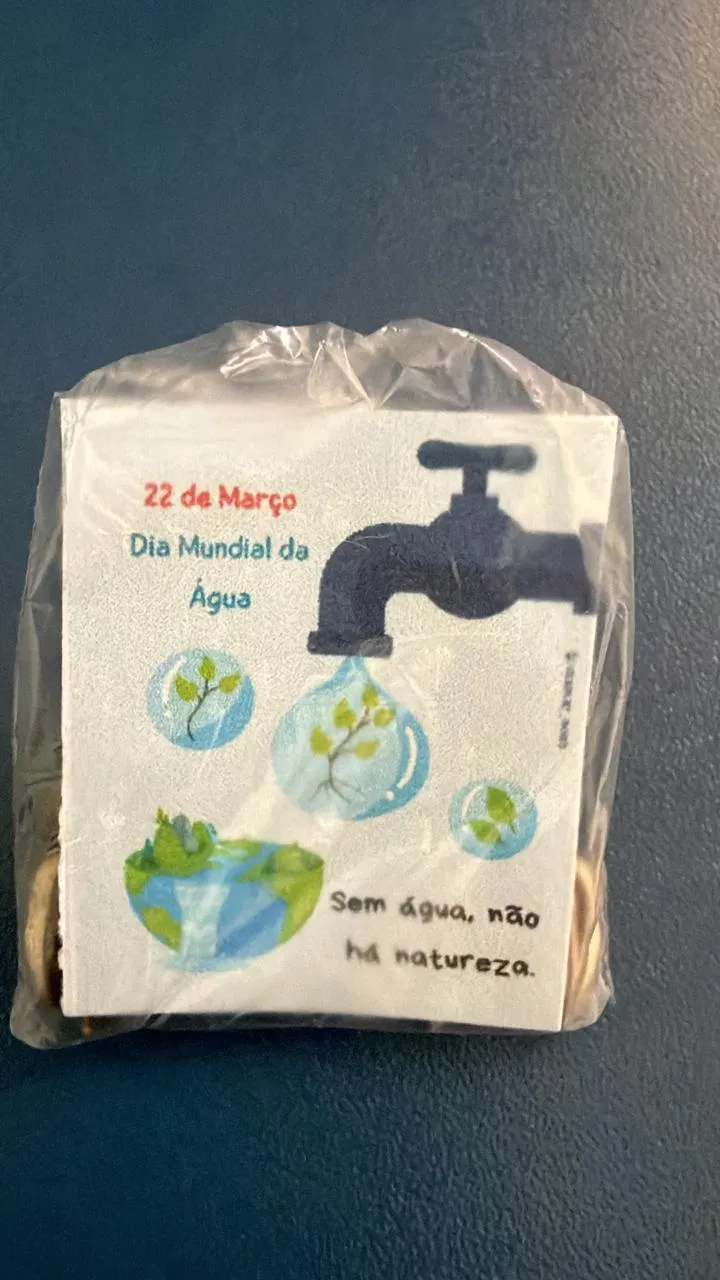 22 de Março
Dia Mundial da
Água
Sem água, não
há natureza.